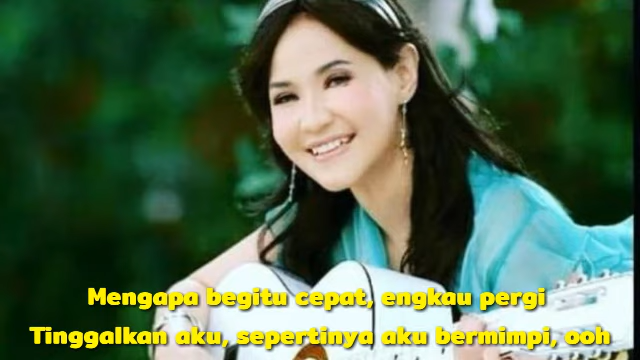 Mengapa begitu cepat, engkau pergi
Tinggalkan aku, sepertinya aku bermimpi, ooh